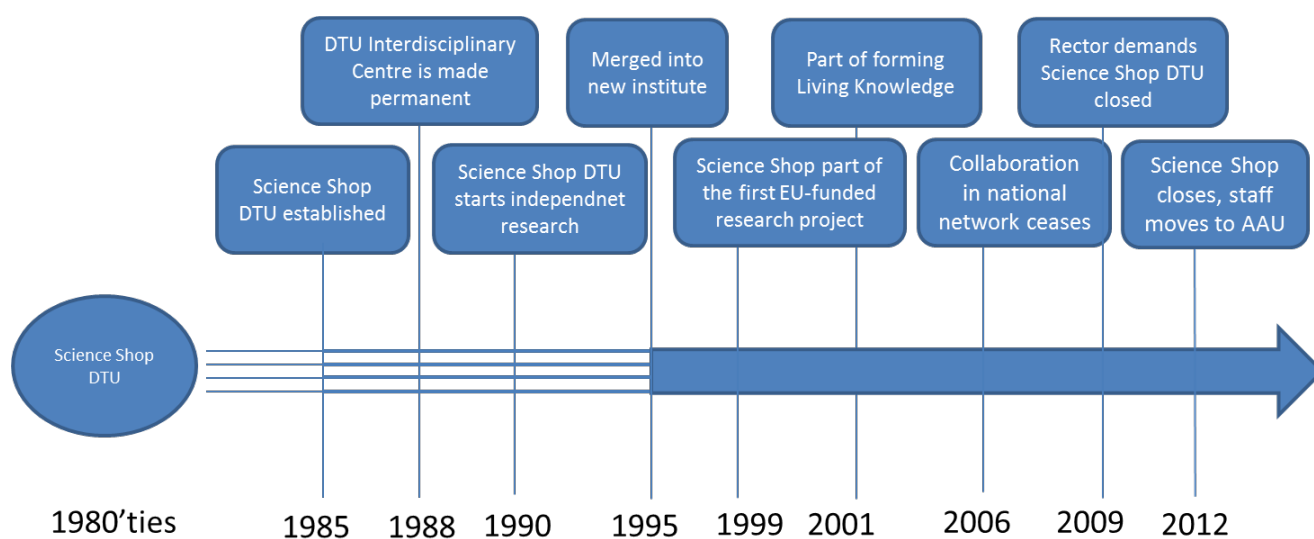 DTU Interdisciplinary
Centre is made
permanent
Merged into
new institute
Part of forming
Living Knowledge
Rector demands
Science Shop DTU
closed
Science Shop
DTU established
Science Shop DTU
starts independnet
research
Science Shop part of
the first EU-funded
research project
Collaboration
in national
network ceases
Science Shop
closes, staff
moves to AAU
Science Shop
DTU
1980'ties
1985
1988
1990
1995
1999
2001
2006
2009
2012